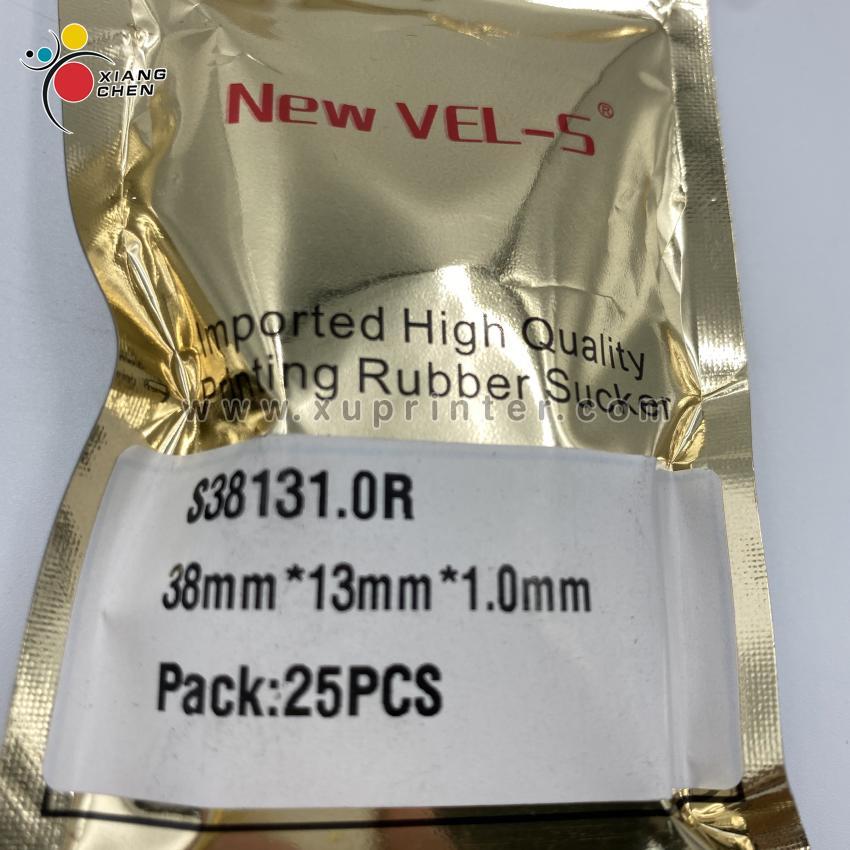 XIANG
CHEN
New VEL-S®
Imported High Quality
Printing Rubber Sucker
www.xuprinter.com
S38131.0R
38mm*13mm*1.0mm
Pack:25PCS